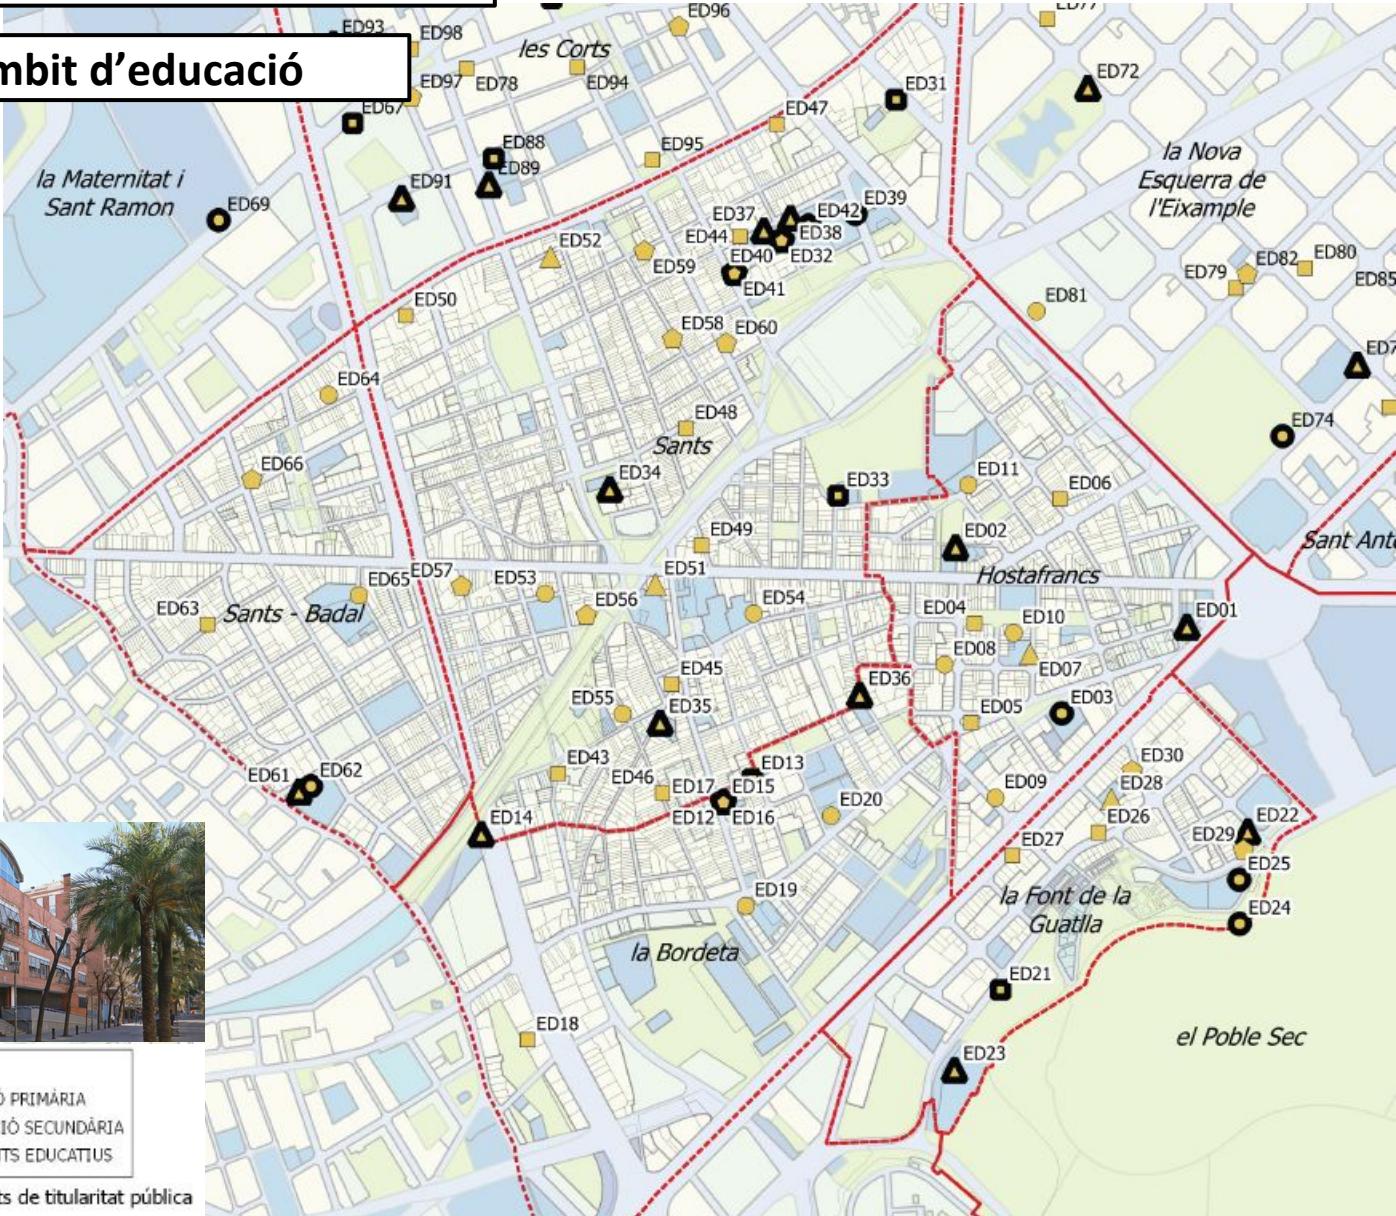 mbit d'educació
ED93
ED98
ED96
les Corts
ED97
ED78
ED94
ED67
ED77
ED72
ED31
ED47
ED88
ED89
ED95
ED91
la Maternitat i
Sant Ramon
ED69
la Nova
Esquerra de
l'Eixample
ED37
ED42
ED39
ED44
ED38
ED52
ED40
ED32
ED59
ED41
ED79
ED82
ED80
ED85
ED50
ED81
ED58
ED60
ED7
ED64
ED48
Sants
ED74
ED66
ED34
ED33
ED11
ED06
ED49
ED02
Sant Ant
Hostafrancs
ED65
ED57
ED53
ED51
ED56
ED54
ED63
Sants - Badal
ED04
ED10
ED01
ED08
ED07
ED45
ED36
ED55
ED35
ED05
ED03
ED61
ED62
ED43
ED46
ED17
ED13
ED15
ED12
ED16
ED20
ED09
ED30
ED28
ED26
ED22
ED29
ED14
ED27
ED25
ED19
la Font de la
Guatlla
ED24
la Bordeta
ED21
ED18
el Poble Sec
ED23
Ó PRIMÀRIA
IÓ SECUNDÀRIA
TS EDUCATIUS
ts de titularitat pública